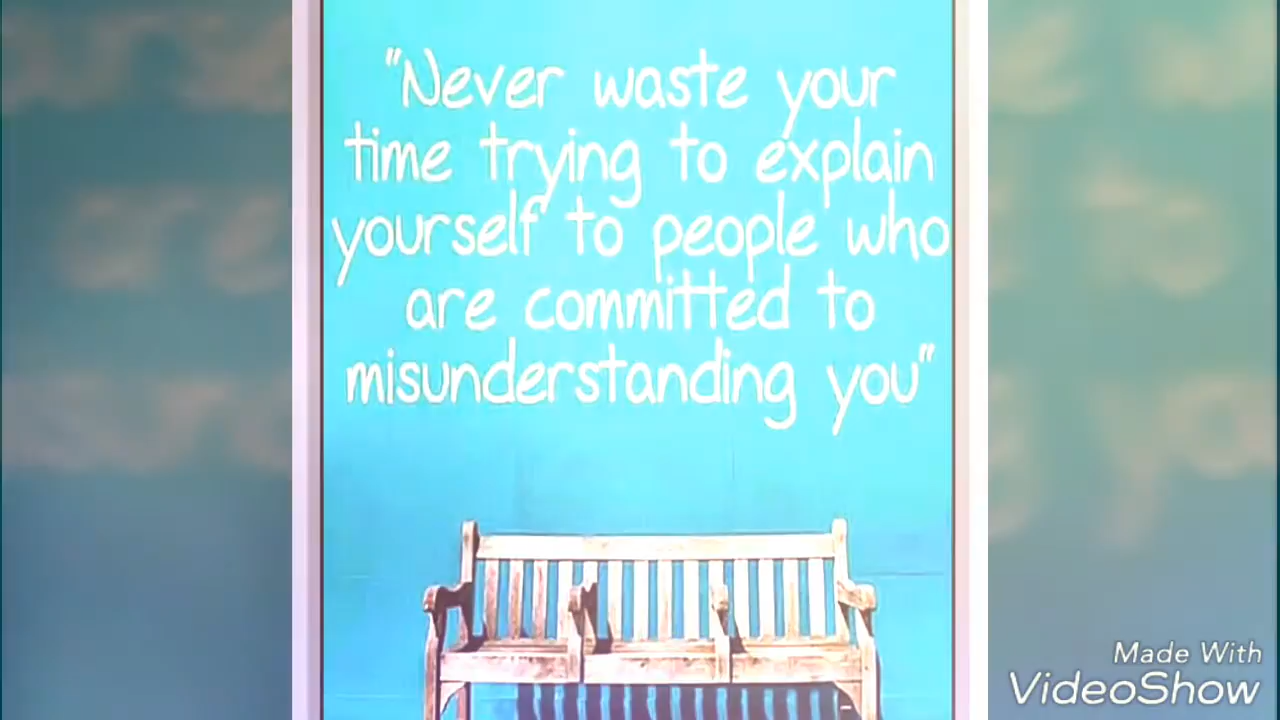 "Never waste your
time trying to explain
yourself to people who
are committed to
misunderstanding you"
Made With
VideoShow